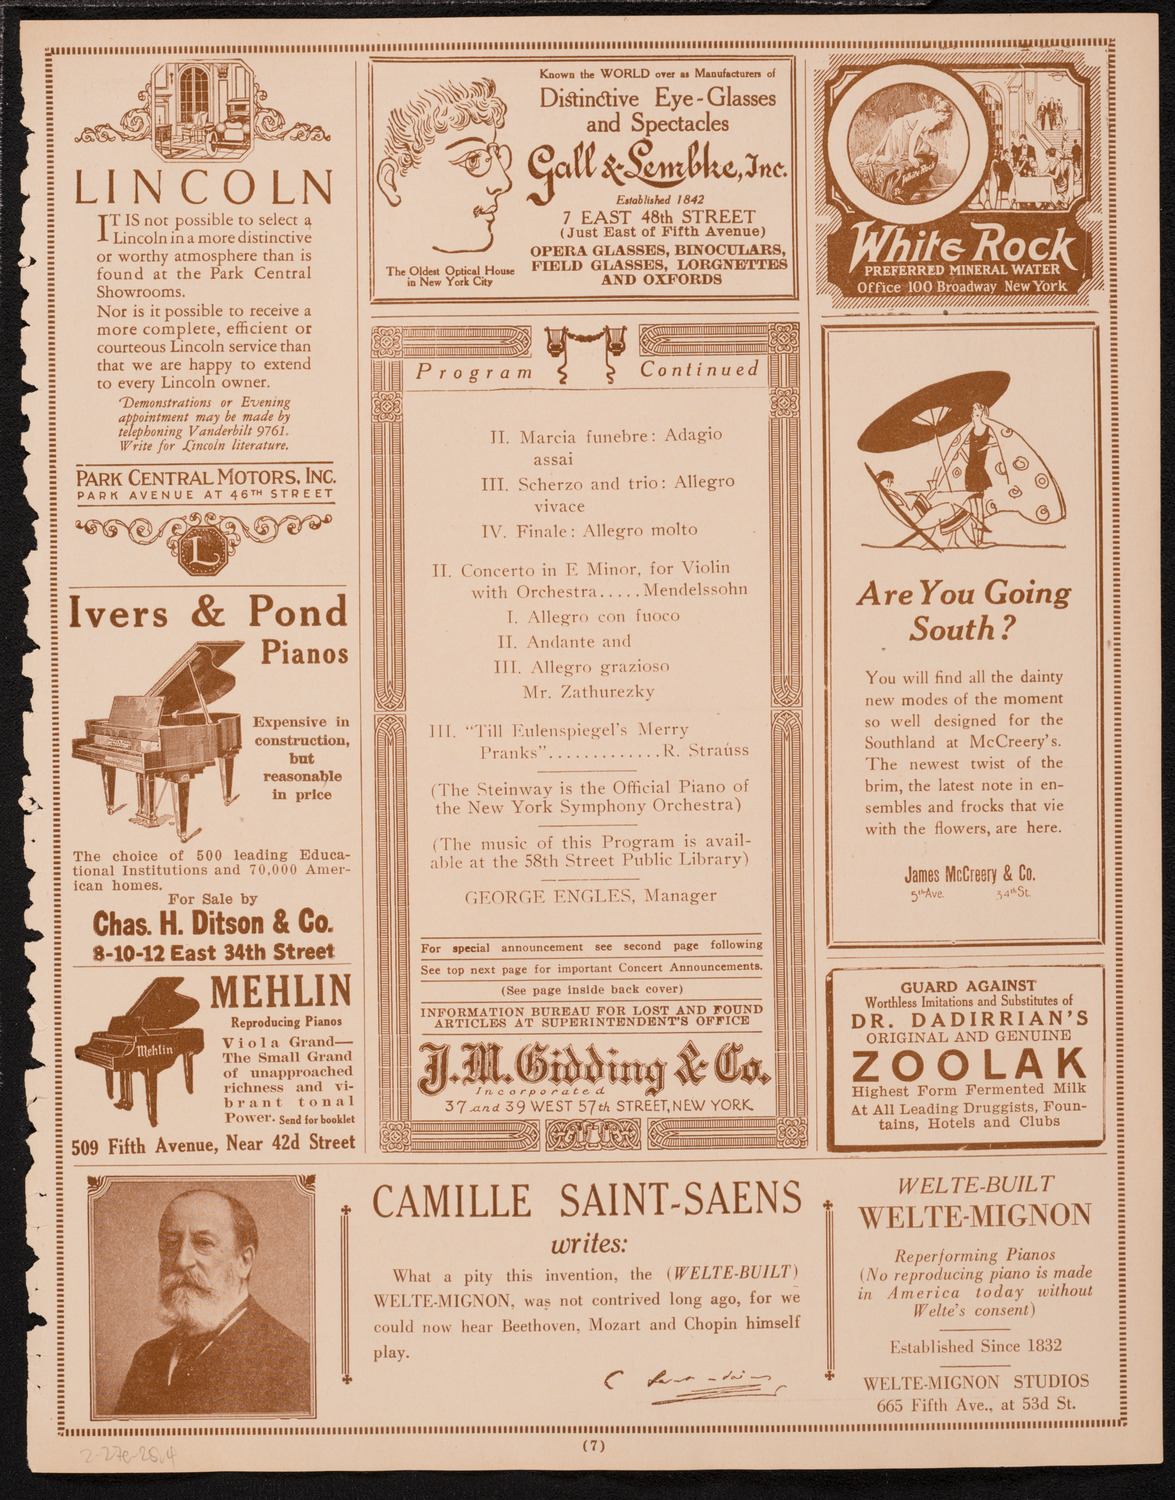 LINCOLN
IT IS not possible to select a
Lincoln in a more distinctive
or worthy atmosphere than is
found at the Park Central
Showrooms.
Nor is it possible to receive a
more complete, efficient or
courteous Lincoln service than
that we are happy to extend
to every Lincoln owner.
Demonstrations or Evening
appointment may be made by
telephoning Vanderbilt 9761.
Write for Lincoln literature.
PARK CENTRAL MOTORS, INC.
PARK AVENUE AT 46TH STREET
L
Ivers & Pond
Pianos
Expensive in
construction,
but
reasonable
in price
The choice of 500 leading Educa-
tional Institutions and 70,000 Amer-
ican homes.
For Sale by
Chas. H. Ditson & Co.
8-10-12 East 34th Street
MEHLIN
Mehlin
Reproducing Pianos
Viola Grand—
The Small Grand
of unapproached
richness and vi-
brant tonal
Power. Send for booklet
509 Fifth Avenue, Near 42d Street
Known the WORLD over as Manufacturers of
Distinctive Eye-Glasses
and Spectacles
Gall & Lembke, Inc.
Established 1842
7 EAST 48th STREET
(Just East of Fifth Avenue)
The Oldest Optical House
in New York City
OPERA GLASSES, BINOCULARS,
FIELD GLASSES, LORGNETTES
AND OXFORDS
Program Continued
II. Marcia funebre: Adagio
assai
III. Scherzo and trio: Allegro
vivace
IV. Finale: Allegro molto
II. Concerto in E Minor, for Violin
with Orchestra.....Mendelssohn
I. Allegro con fuoco
II. Andante and
III. Allegro grazioso
Mr. Zathurezky
III. "Till Eulenspiegel's Merry
Pranks".............R. Strauss
(The Steinway is the Official Piano of
the New York Symphony Orchestra)
(The music of this Program is avail-
able at the 58th Street Public Library)
GEORGE ENGLES, Manager
For special announcement see second page following
See top next page for important Concert Announcements.
(See page inside back cover)
INFORMATION BUREAU FOR LOST AND FOUND
ARTICLES AT SUPERINTENDENT'S OFFICE
J.M. Gidding & Co.
Incorporated
37 and 39 WEST 57th STREET, NEW YORK
White Rock
White Rock
PREFERRED MINERAL WATER
Office 100 Broadway New York
Are You Going
South?
You will find all the dainty
new modes of the moment
so well designed for the
Southland at McCreery's.
The newest twist of the
brim, the latest note in en-
sembles and frocks that vie
with the flowers, are here.
James McCreery & Co.
5th Ave. 34th St.
GUARD AGAINST
Worthless Imitations and Substitutes of
DR. DADIRRIAN'S
ORIGINAL AND GENUINE
ZOOLAK
Highest Form Fermented Milk
At All Leading Druggists, Foun-
tains, Hotels and Clubs
CAMILLE SAINT-SAENS
writes:
What a pity this invention, the (WELTE-BUILT)
WELTE-MIGNON, was not contrived long ago, for we
could now hear Beethoven, Mozart and Chopin himself
play.
C Saint-Saëns
WELTE-BUILT
WELTE-MIGNON
Reperforming Pianos
(No reproducing piano is made
in America today without
Welte's consent)
Established Since 1832
WELTE-MIGNON STUDIOS
665 Fifth Ave., at 53d St.
(7)